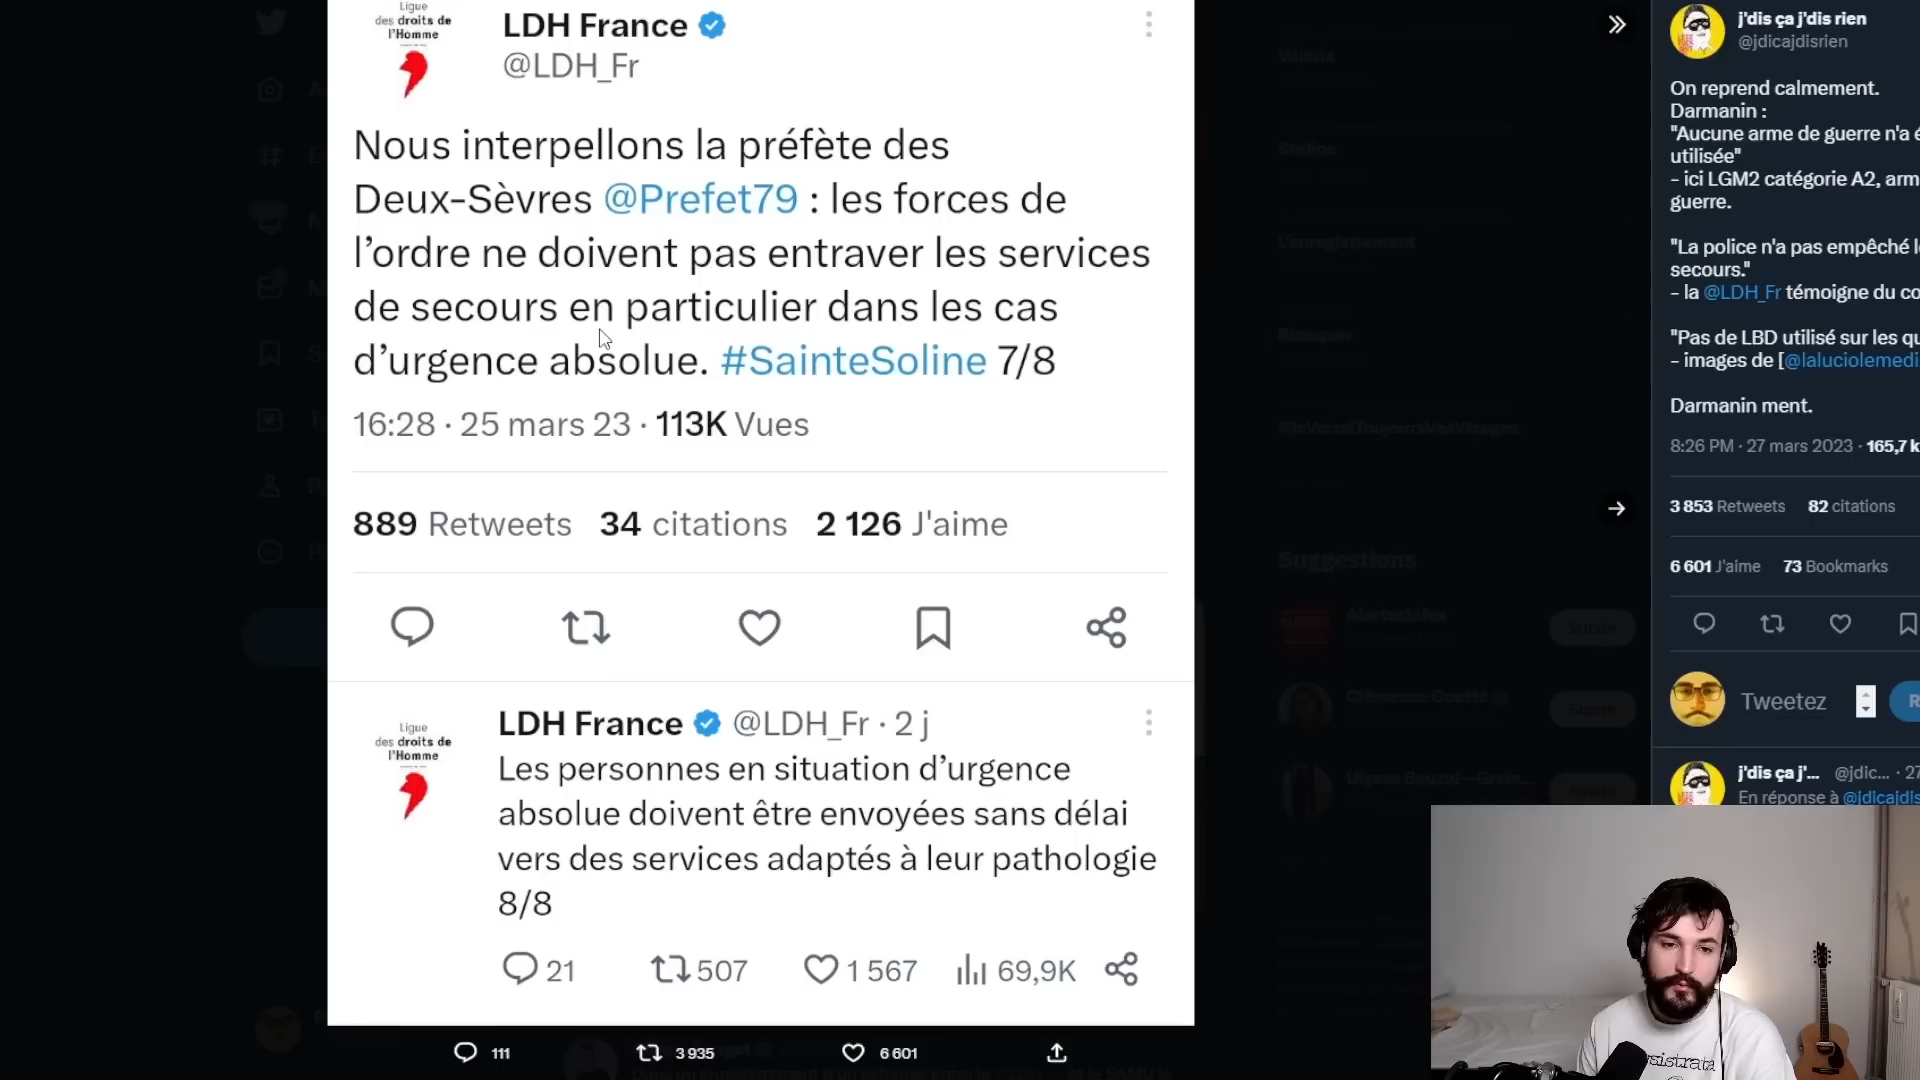 Ligue
des droits de
l'Homme
LDH France
@LDH_Fr
Nous interpellons la préfète des
Deux-Sèvres @Prefet79 : les forces de
l’ordre ne doivent pas entraver les services
de secours en particulier dans les cas
d’urgence absolue. #SainteSoline 7/8
16:28 · 25 mars 23 · 113K Vues
889 Retweets 34 citations 2 126 J'aime
Ligue
des droits de
l'Homme
LDH France @LDH_Fr · 2 j
Les personnes en situation d’urgence
absolue doivent être envoyées sans délai
vers des services adaptés à leur pathologie
8/8
21 507 1 567 69,9K
111 3 935 6 601
Suggestions
j'dis ça j'dis rien
@jdicajdisrien
On reprend calmement.
Darmanin :
"Aucune arme de guerre n'a é
utilisée"
- ici LGM2 catégorie A2, arm
guerre.
"La police n'a pas empêché l
secours."
- la @LDH_Fr témoigne du co
"Pas de LBD utilisé sur les qu
- images de [@laluciolemedi
Darmanin ment.
8:26 PM · 27 mars 2023 · 165,7 k
3 853 Retweets 82 citations
6 601 J'aime 73 Bookmarks
Tweetez
R
j'dis ça j'... @jdic... · 27
En réponse à @jdicajdis
sistrata